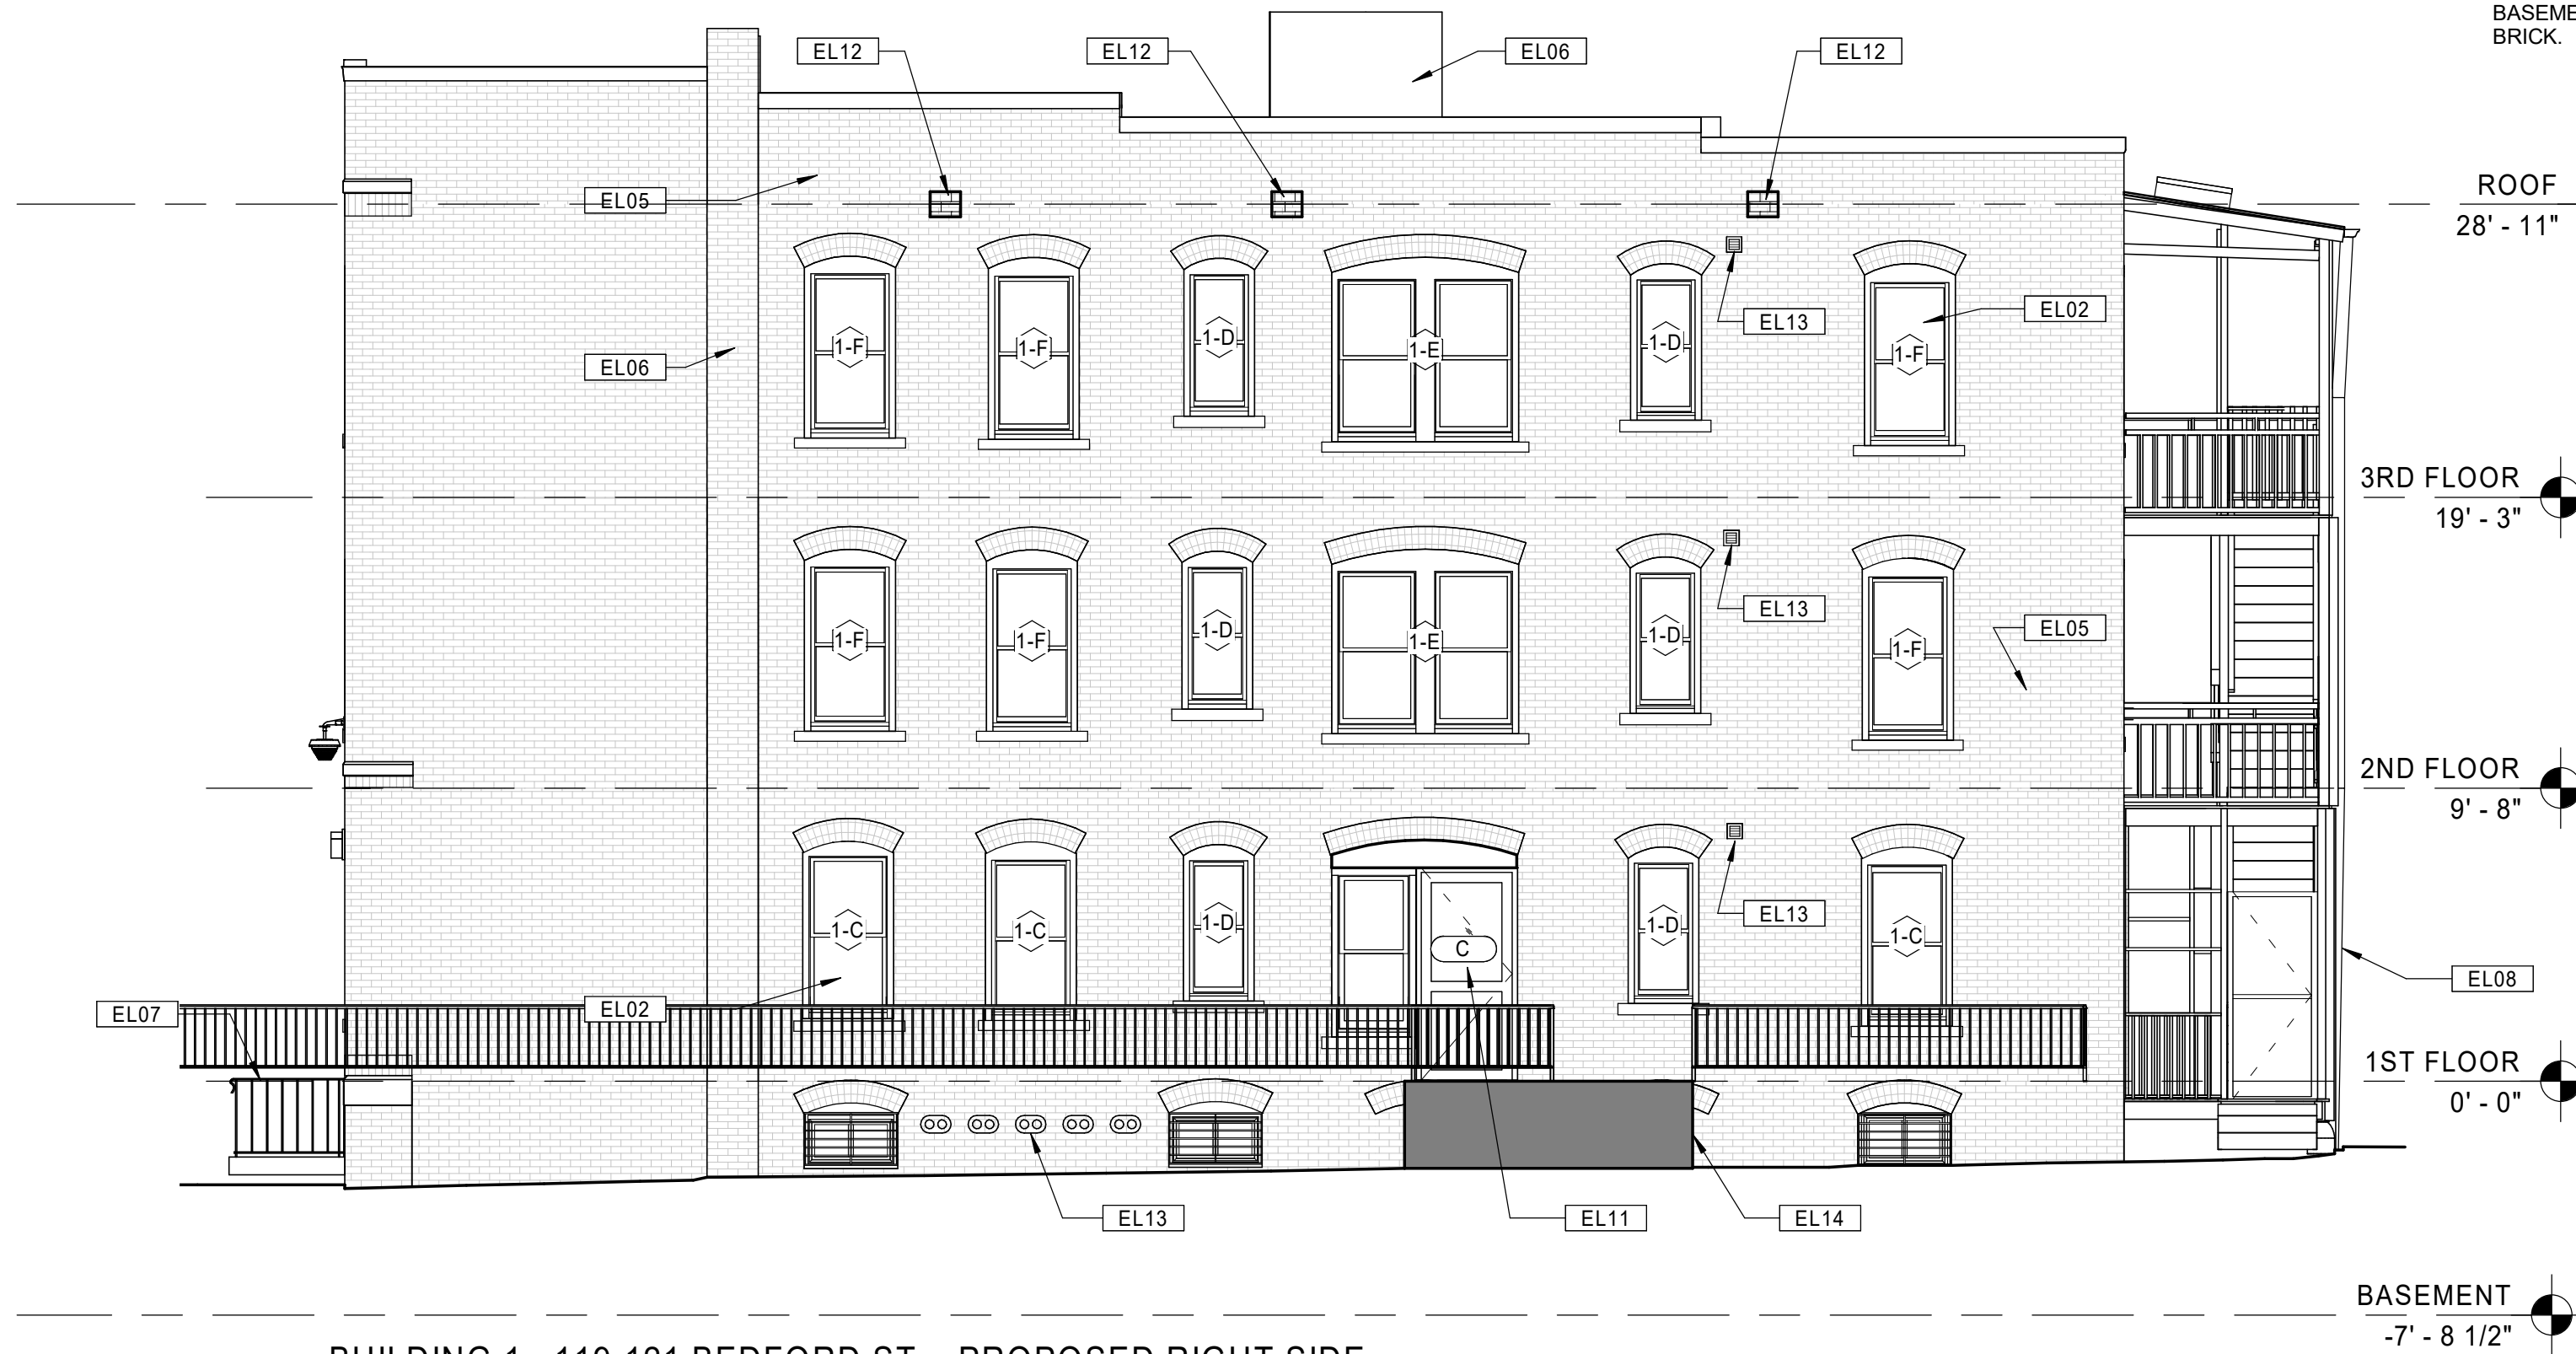 BASEME
BRICK.
EL12
EL12
EL06
EL12
EL05
ROOF
28' - 11"
EL13
EL02
1-F
1-F
1-D
1-E
1-D
1-F
EL06
3RD FLOOR
19' - 3"
EL13
EL05
1-F
1-F
1-D
1-E
1-D
1-F
2ND FLOOR
9' - 8"
EL13
1-C
1-C
1-D
C
1-D
1-C
EL08
EL07
EL02
1ST FLOOR
0' - 0"
EL13
EL11
EL14
BASEMENT
-7' - 8 1/2"